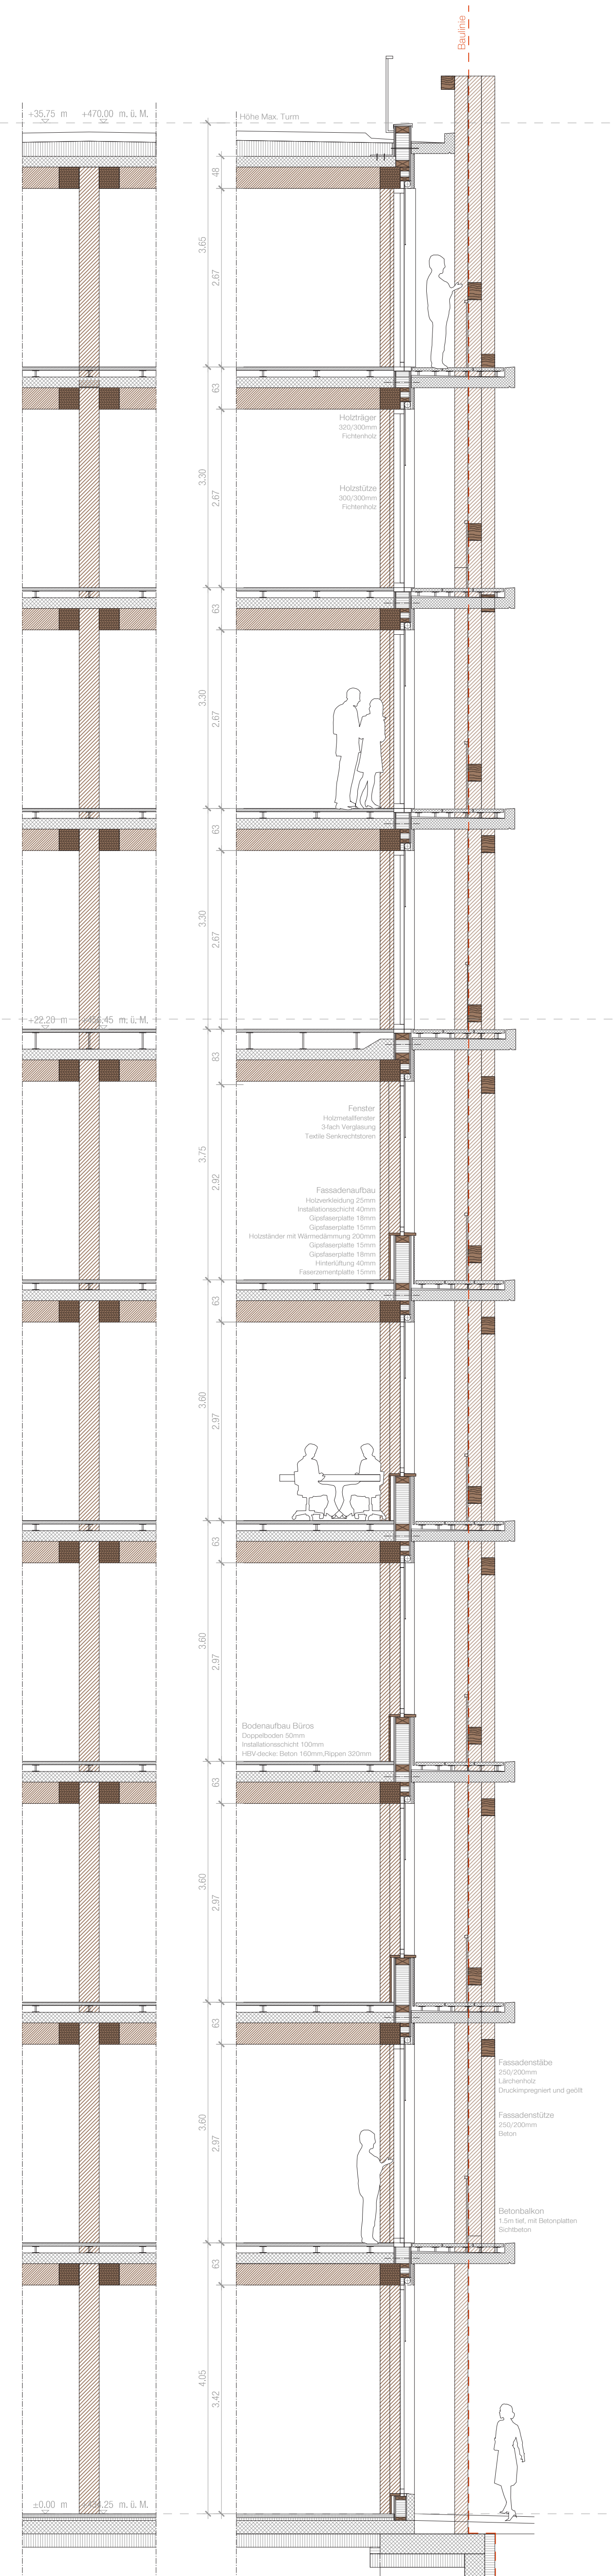 Baulinie
+35.75 m +470.00 m. ü. M.
Höhe Max. Turm
48
3.65
2.67
63
Holzträger
320/300mm
Fichtenholz
Holzstütze
300/300mm
Fichtenholz
3.30
2.67
63
3.30
2.67
63
3.30
2.67
+22.20 m .45 m. ü. M.
83
Fenster
Holzmetallfenster
3-fach Verglasung
Textile Senkrechtstoren
3.75
2.92
Fassadenaufbau
Holzverkleidung 25mm
Installationsschicht 40mm
Gipsfaserplatte 18mm
Gipsfaserplatte 15mm
Holzständer mit Wärmedämmung 200mm
Gipsfaserplatte 15mm
Gipsfaserplatte 18mm
Hinterlüftung 40mm
Faserzementplatte 15mm
63
3.60
2.97
63
3.60
2.97
Bodenaufbau Büros
Doppelboden 50mm
Installationsschicht 100mm
HBV-decke: Beton 160mm,Rippen 320mm
63
3.60
2.97
63
Fassadenstäbe
250/200mm
Lärchenholz
Druckimpregniert und geölt
Fassadenstütze
250/200mm
Beton
3.60
2.97
Betonbalkon
1.5m tief, mit Betonplatten
Sichtbeton
63
4.05
3.42
±0.00 m .25 m. ü. M.